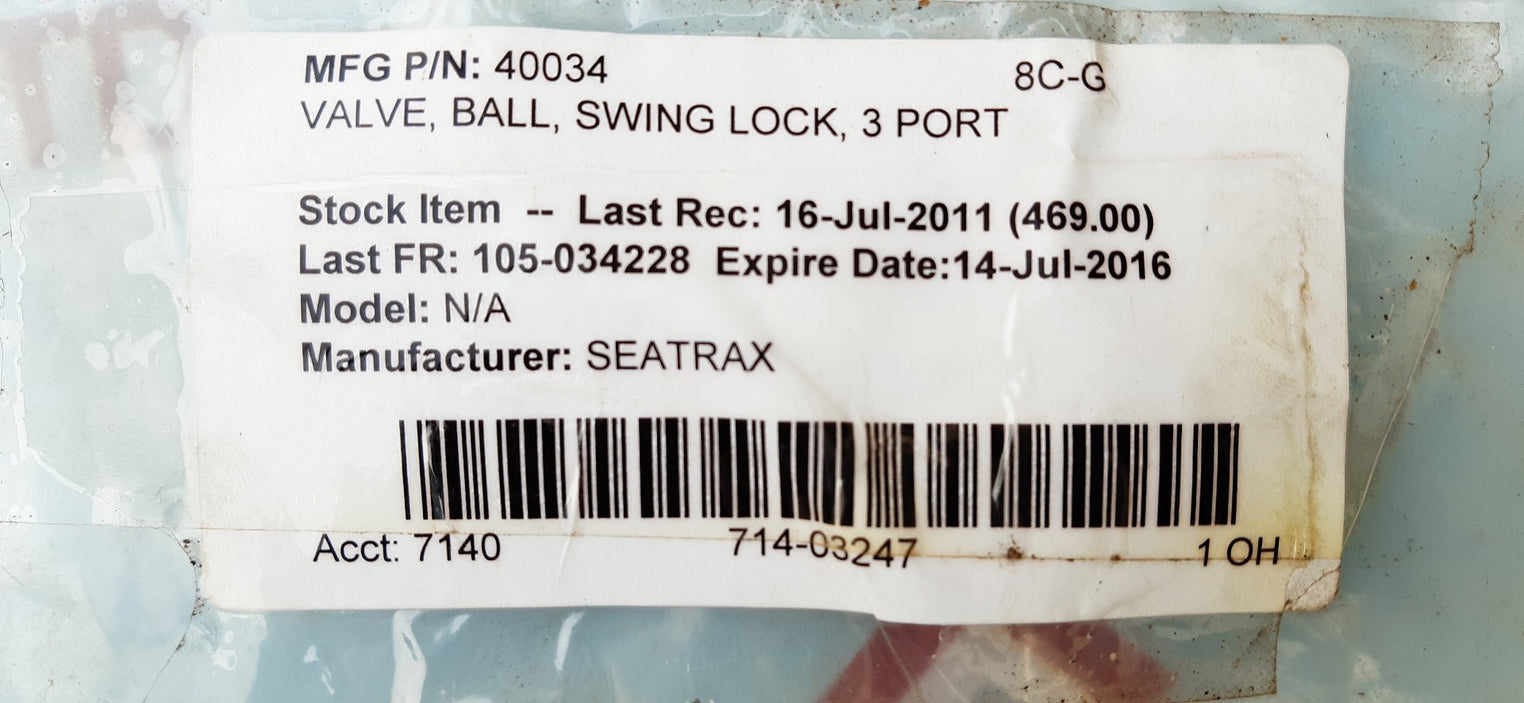 MFG P/N: 40034 8C-G
VALVE, BALL, SWING LOCK, 3 PORT
Stock Item -- Last Rec: 16-Jul-2011 (469.00)
Last FR: 105-034228 Expire Date:14-Jul-2016
Model: N/A
Manufacturer: SEATRAX
Acct: 7140 714-03247 1 OH